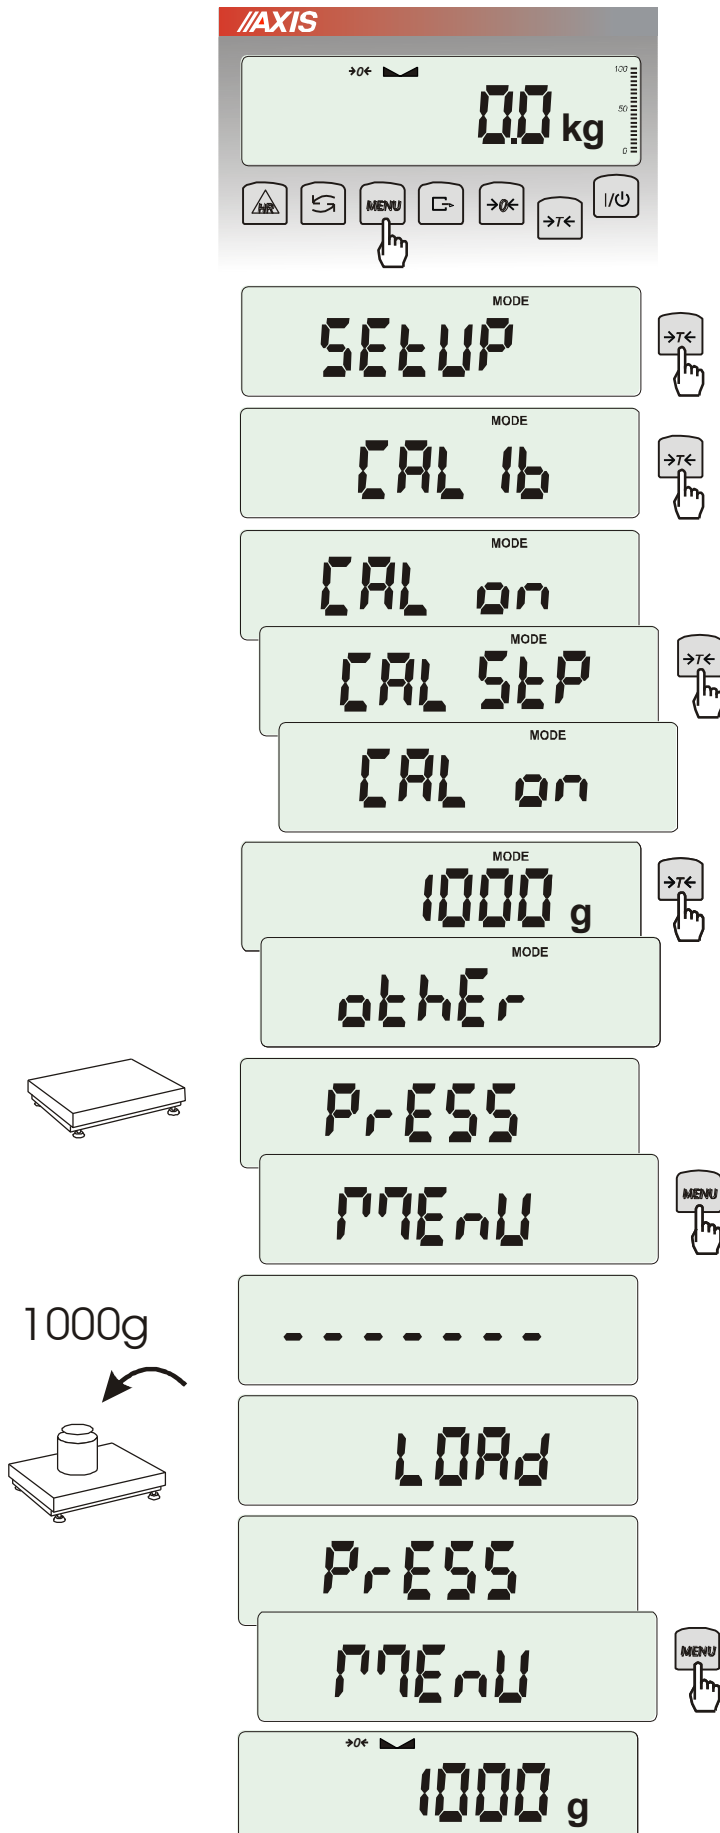 //AXIS
→0←
100
50
0
0.0 kg
HR
MENU
→0←
→T←
I/
MODE
SEtUP
→T←
MODE
CAL Ib
→T←
MODE
CAL on
MODE
CAL StP
→T←
MODE
CAL on
MODE
1000 g
→T←
MODE
othEr
PrESS
MEnU
MENU
1000g
- - - - - - -
LOAd
PrESS
MEnU
MENU
→0←
1000 g